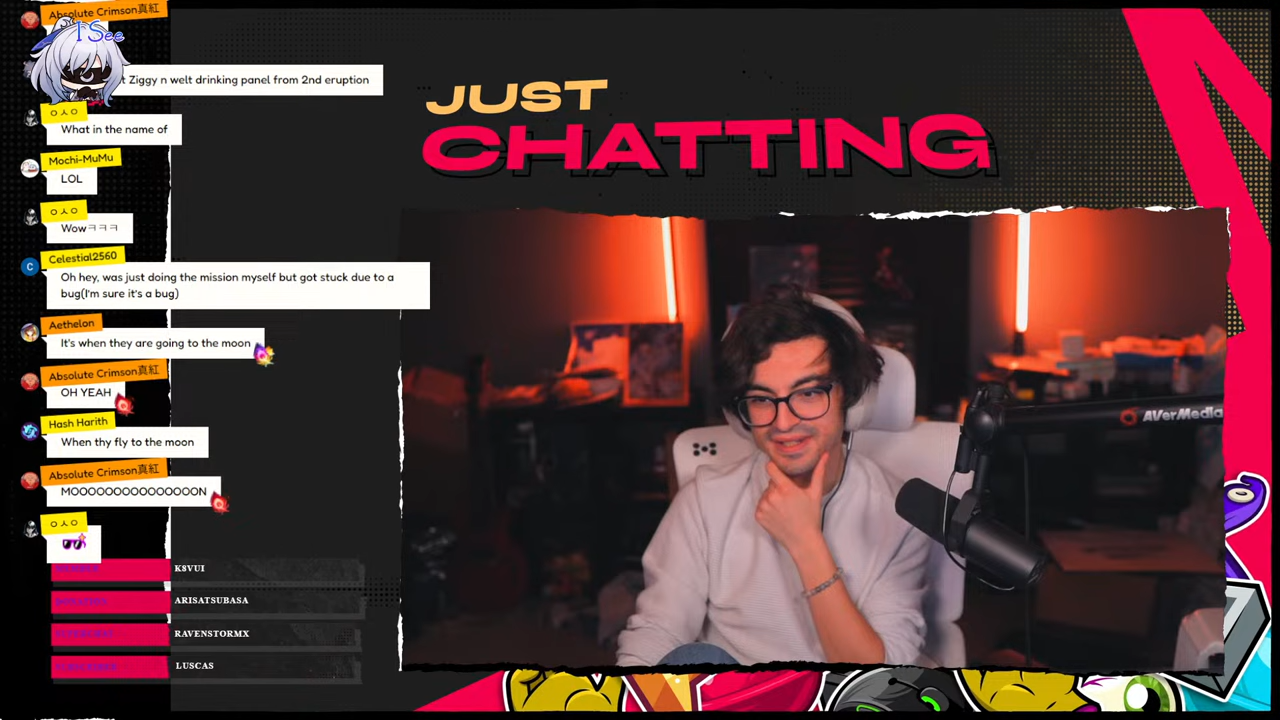 Absolute Crimson真紅
I See
t Ziggy n welt drinking panel from 2nd eruption
ㅇㅅㅇ
What in the name of
Mochi-MuMu
LOL
ㅇㅅㅇ
Wowㅋㅋㅋ
Celestial2560
Oh hey, was just doing the mission myself but got stuck due to a
bug(I'm sure it's a bug)
Aethelon
It's when they are going to the moon
Absolute Crimson真紅
OH YEAH
Hash Harith
When thy fly to the moon
Absolute Crimson真紅
MOOOOOOOOOOOOOOON
ㅇㅅㅇ
K8VUI
ARISATSUBASA
RAVENSTORMX
LUSCAS
JUST
CHATTING
AVerMedia